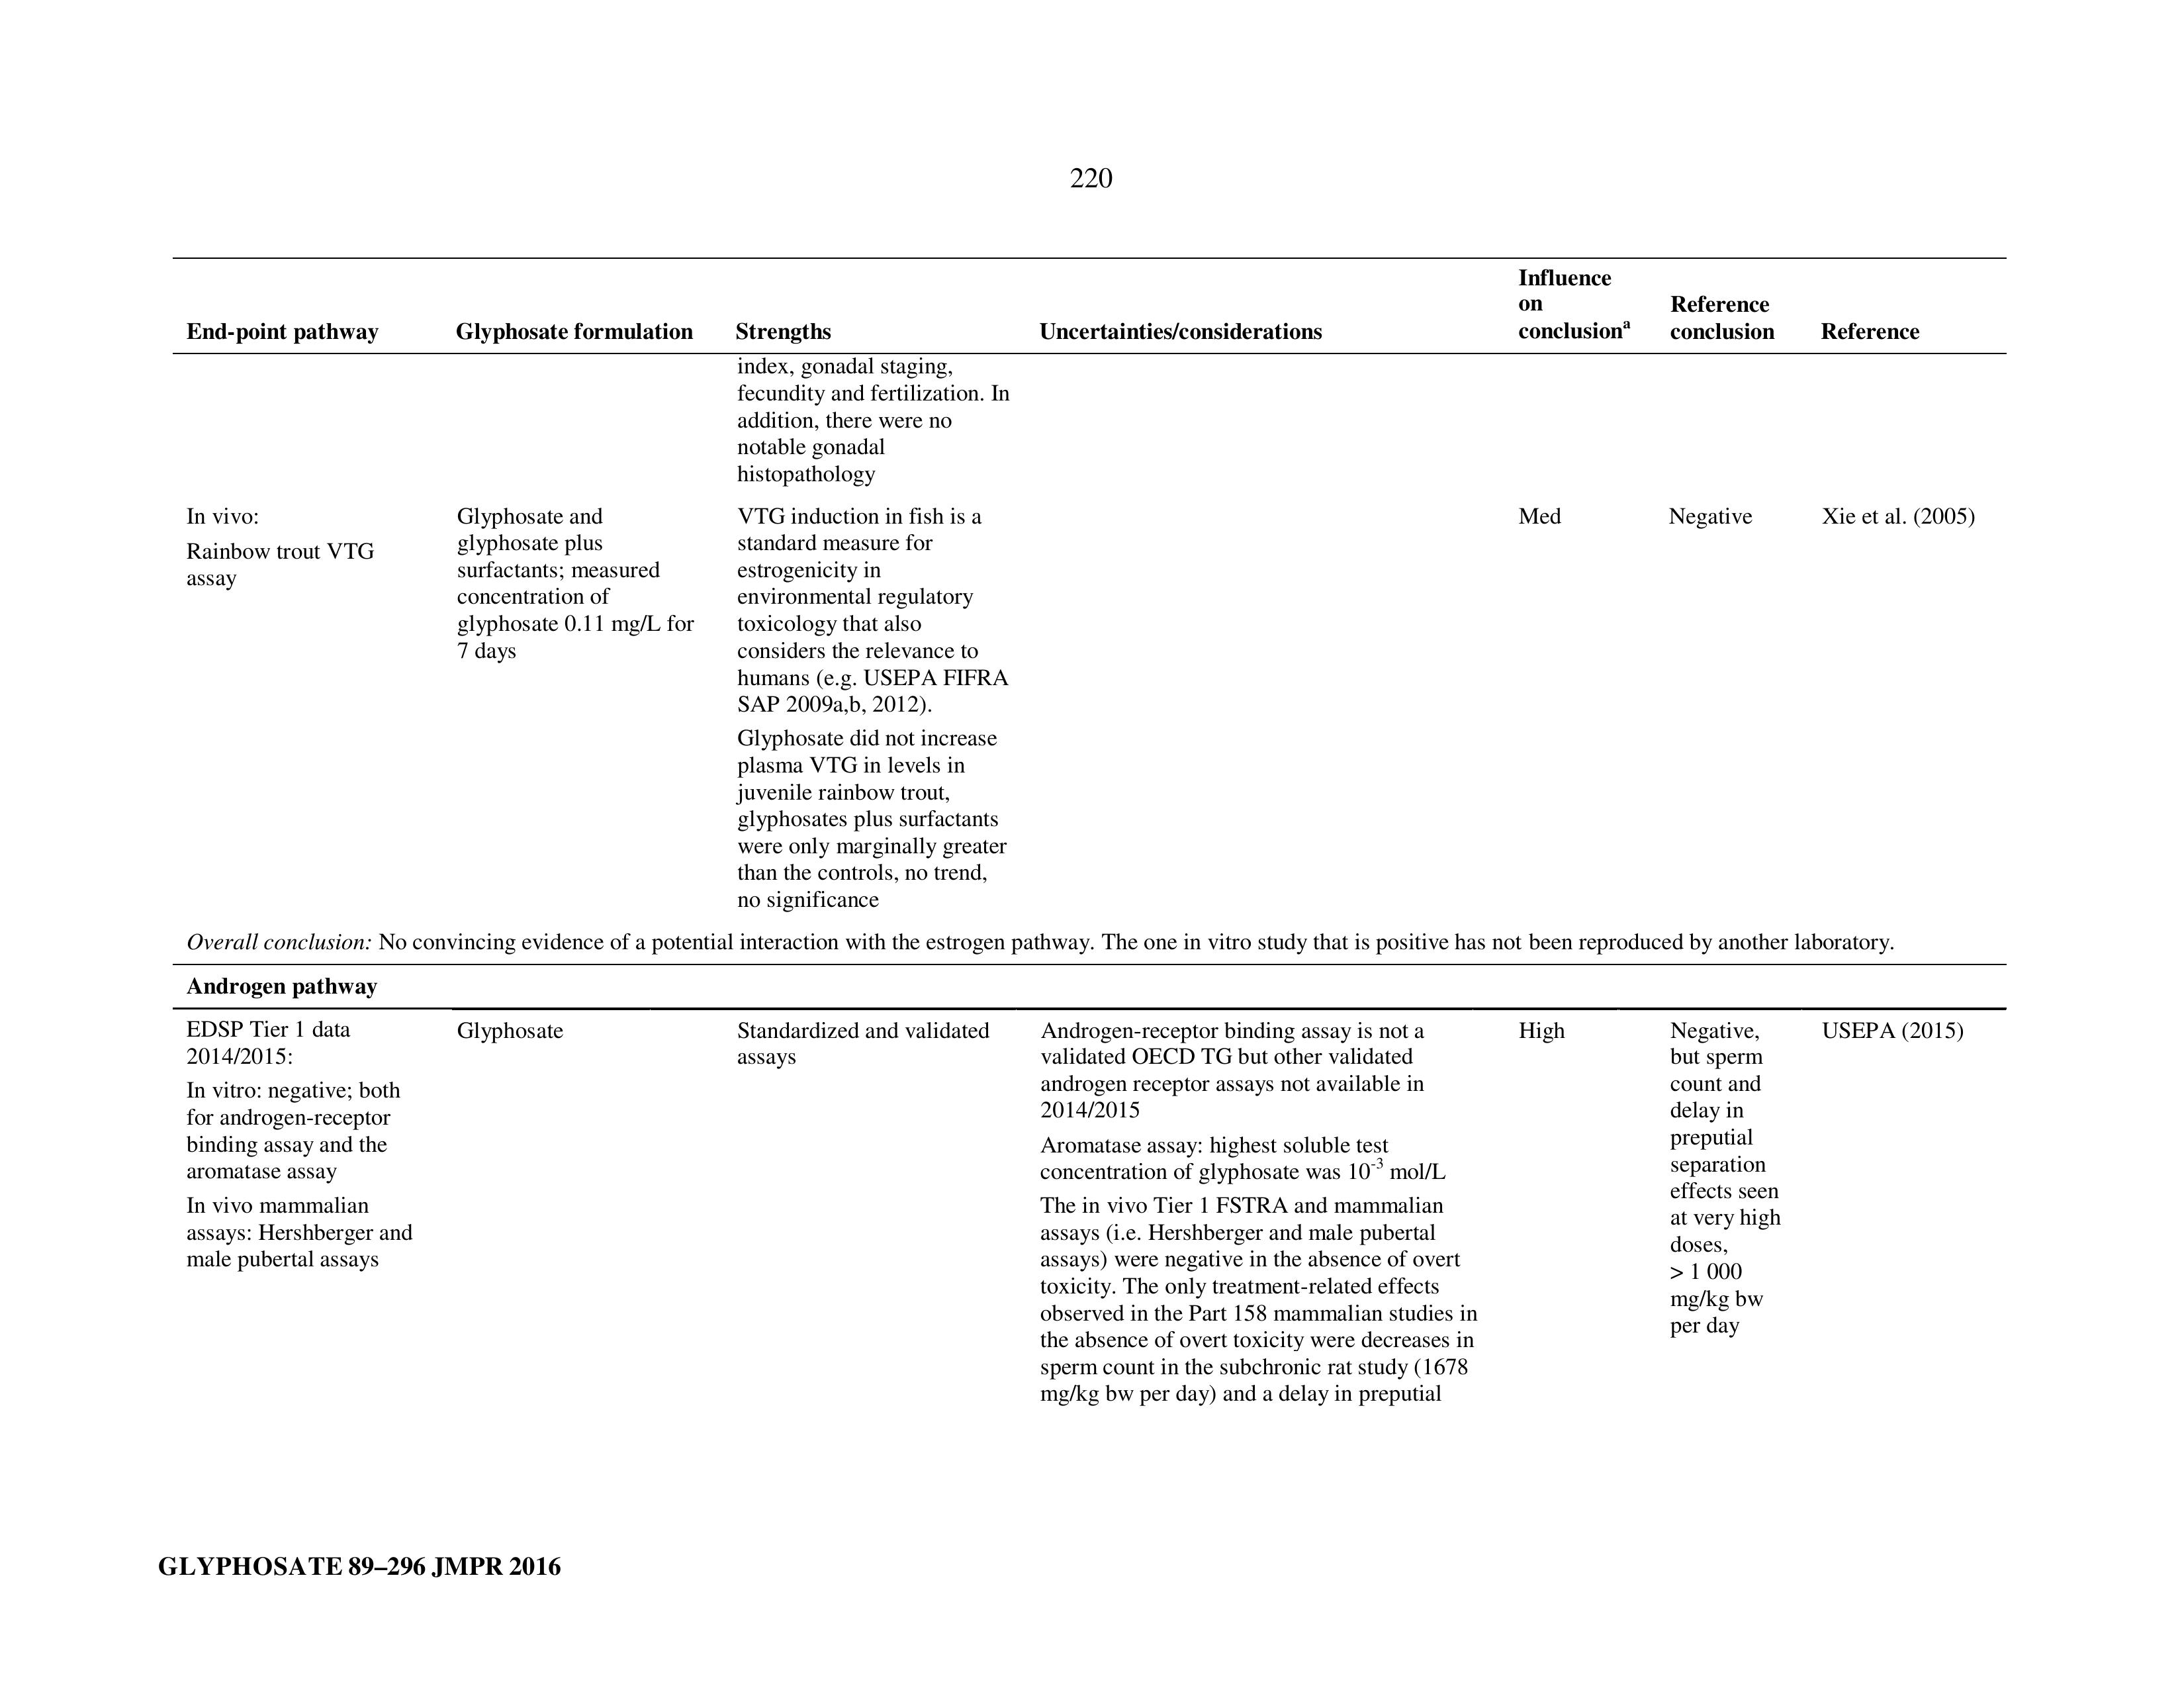 220
Influence
on
conclusionᵃ
Reference
conclusion
End-point pathway
Glyphosate formulation
Strengths
Uncertainties/considerations
Reference
index, gonadal staging,
fecundity and fertilization. In
addition, there were no
notable gonadal
histopathology
In vivo:
Rainbow trout VTG
assay
Glyphosate and
glyphosate plus
surfactants; measured
concentration of
glyphosate 0.11 mg/L for
7 days
VTG induction in fish is a
standard measure for
estrogenicity in
environmental regulatory
toxicology that also
considers the relevance to
humans (e.g. USEPA FIFRA
SAP 2009a,b, 2012).
Glyphosate did not increase
plasma VTG in levels in
juvenile rainbow trout,
glyphosates plus surfactants
were only marginally greater
than the controls, no trend,
no significance
Med
Negative
Xie et al. (2005)
Overall conclusion: No convincing evidence of a potential interaction with the estrogen pathway. The one in vitro study that is positive has not been reproduced by another laboratory.
Androgen pathway
EDSP Tier 1 data
2014/2015:
In vitro: negative; both
for androgen-receptor
binding assay and the
aromatase assay
In vivo mammalian
assays: Hershberger and
male pubertal assays
Glyphosate
Standardized and validated
assays
Androgen-receptor binding assay is not a
validated OECD TG but other validated
androgen receptor assays not available in
2014/2015
Aromatase assay: highest soluble test
concentration of glyphosate was 10⁻³ mol/L
The in vivo Tier 1 FSTRA and mammalian
assays (i.e. Hershberger and male pubertal
assays) were negative in the absence of overt
toxicity. The only treatment-related effects
observed in the Part 158 mammalian studies in
the absence of overt toxicity were decreases in
sperm count in the subchronic rat study (1678
mg/kg bw per day) and a delay in preputial
High
Negative,
but sperm
count and
delay in
preputial
separation
effects seen
at very high
doses,
> 1 000
mg/kg bw
per day
USEPA (2015)
GLYPHOSATE 89–296 JMPR 2016